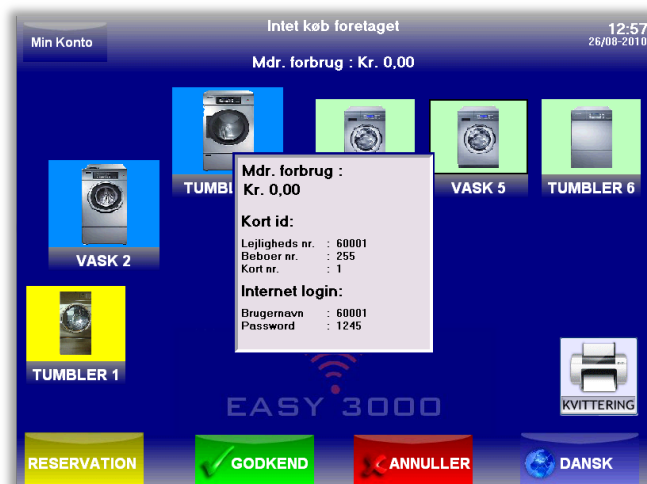 Min Konto
Intet køb foretaget
12:57
26/08-2010
Mdr. forbrug : Kr. 0,00
VASK 5
TUMBLER 6
VASK 2
TUMBLER 1
Mdr. forbrug :
Kr. 0,00
Kort id:
Lejligheds nr. : 60001
Beboer nr. : 255
Kort nr. : 1
Internet login:
Brugernavn : 60001
Password : 1245
EASY 3000
KVITTERING
RESERVATION
GODKEND
ANNULLER
DANSK